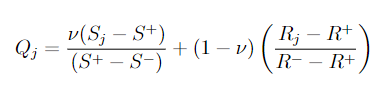 Q_j = \frac{\nu(S_j - S^+)}{(S+ - S^-)} + (1 - \nu) \left( \frac{R_j - R^+}{R^- - R^+} \right)